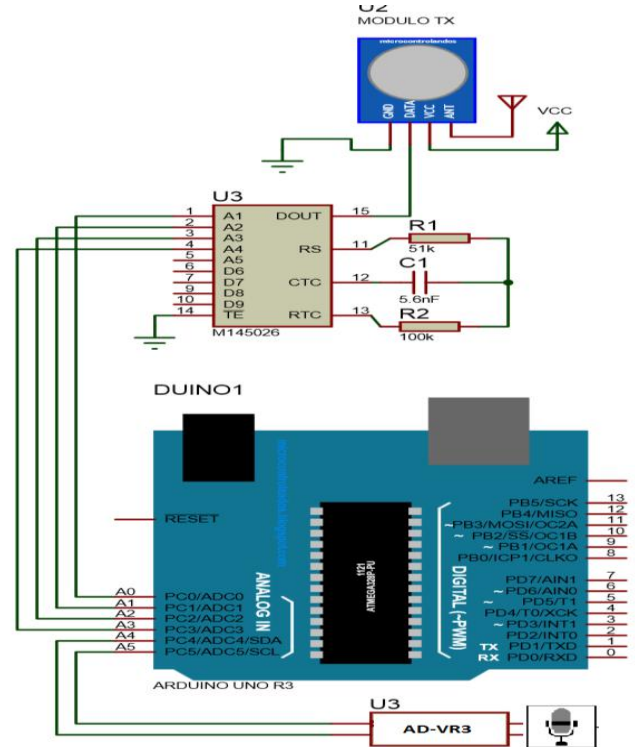 U2
MODULO TX
microcontrolandos
GND DATA VCC ANT
VCC
U3
1 A1 DOUT 15
2 A2
3 A3
4 A4 RS 11
5 A5
6 D6
7 D7 CTC 12
9 D8
10 D9
14 TE RTC 13
M145026
R1
51k
C1
5.6nF
R2
100k
DUINO1
RESET
AREF
PB5/SCK 13
PB4/MISO 12
~PB3/MOSI/OC2A 11
~ PB2/SS/OC1B 10
~ PB1/OC1A 9
PB0/ICP1/CLKO 8
PD7/AIN1 7
~ PD6/AIN0 6
~ PD5/T1 5
PD4/T0/XCK 4
~ PD3/INT1 3
PD2/INT0 2
TX PD1/TXD 1
RX PD0/RXD 0
DIGITAL (~PWM)
1121
ATMEGA328P-PU
ANALOG IN
A0 PC0/ADC0
A1 PC1/ADC1
A2 PC2/ADC2
A3 PC3/ADC3
A4 PC4/ADC4/SDA
A5 PC5/ADC5/SCL
ARDUINO UNO R3
U3
AD-VR3